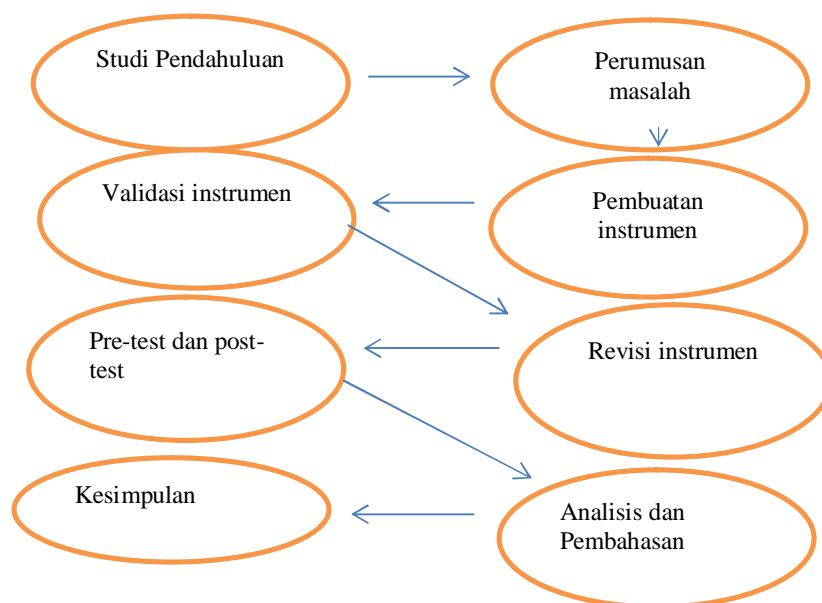 Studi Pendahuluan
Perumusan
masalah
Pembuatan
instrumen
Validasi instrumen
Revisi instrumen
Pre-test dan post-
test
Analisis dan
Pembahasan
Kesimpulan